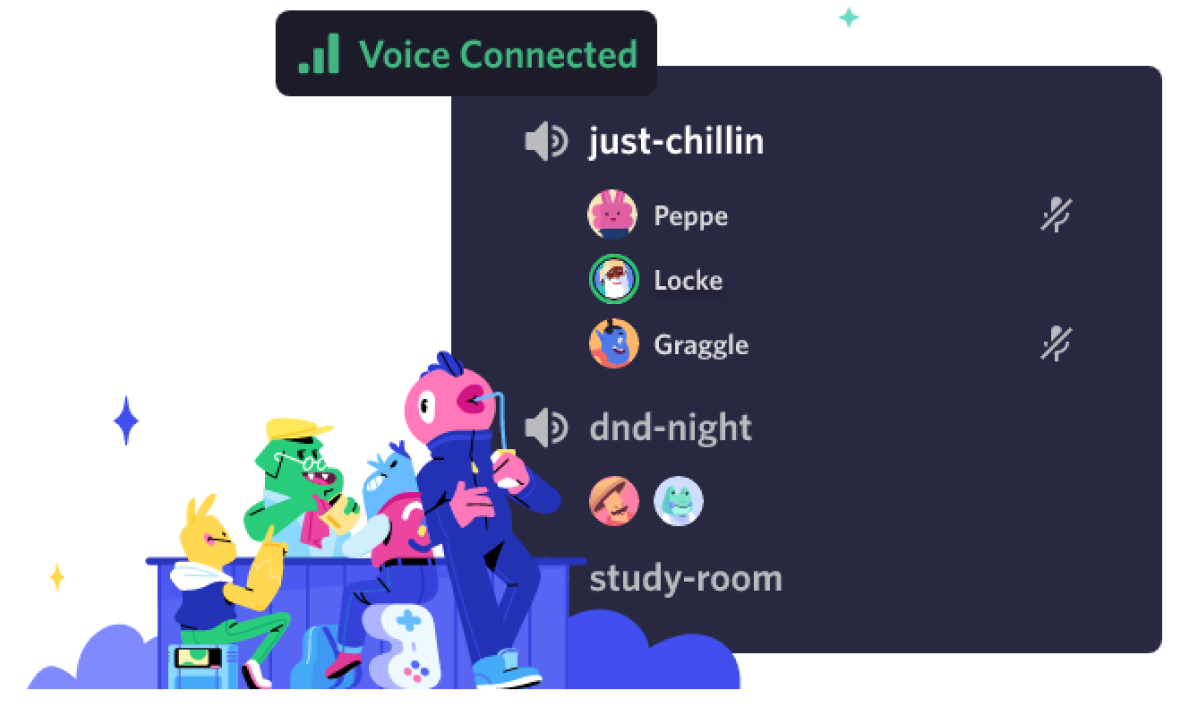 Voice Connected
just-chillin
Peppe
Locke
Graggle
dnd-night
study-room